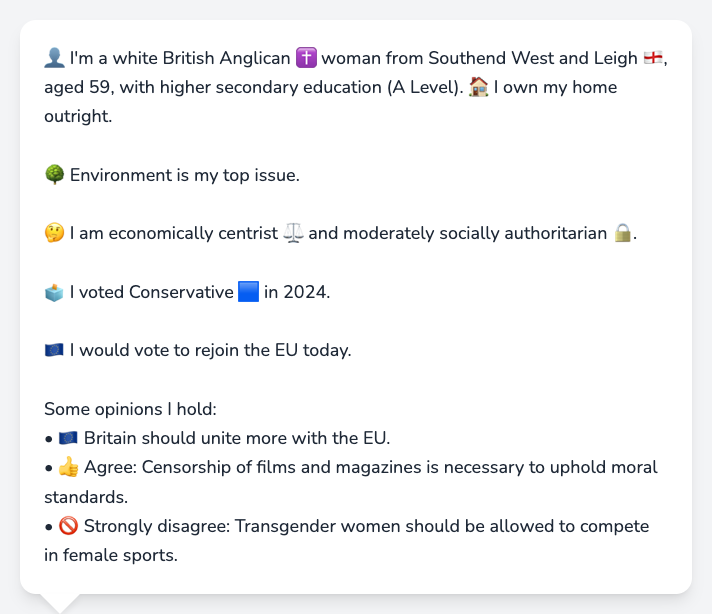 👤 I'm a white British Anglican ✝️ woman from Southend West and Leigh 🏴󠁧󠁢󠁥󠁮󠁧󠁿,
aged 59, with higher secondary education (A Level). 🏠 I own my home
outright.
🌳 Environment is my top issue.
🤔 I am economically centrist ⚖️ and moderately socially authoritarian 🔒.
🗳️ I voted Conservative 🟦 in 2024.
🇪🇺 I would vote to rejoin the EU today.
Some opinions I hold:
• 🇪🇺 Britain should unite more with the EU.
• 👍 Agree: Censorship of films and magazines is necessary to uphold moral
standards.
• 🚫 Strongly disagree: Transgender women should be allowed to compete
in female sports.